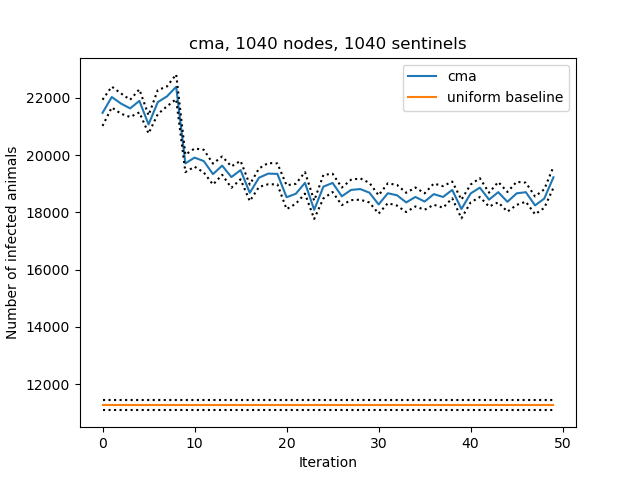 cma, 1040 nodes, 1040 sentinels
cma
uniform baseline
Number of infected animals
22000
20000
18000
16000
14000
12000
0 10 20 30 40 50
Iteration